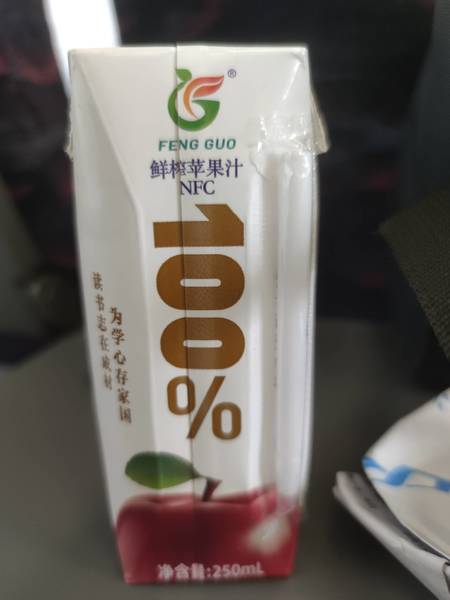 ®
FENG GUO
鲜榨苹果汁
NFC
100%
为学心存家国
读书志在成材
净含量:250mL